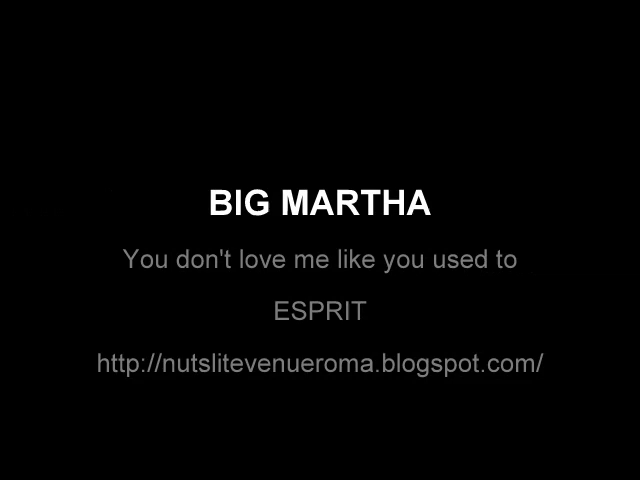 BIG MARTHA
You don't love me like you used to
ESPRIT
http://nutslitevenueroma.blogspot.com/